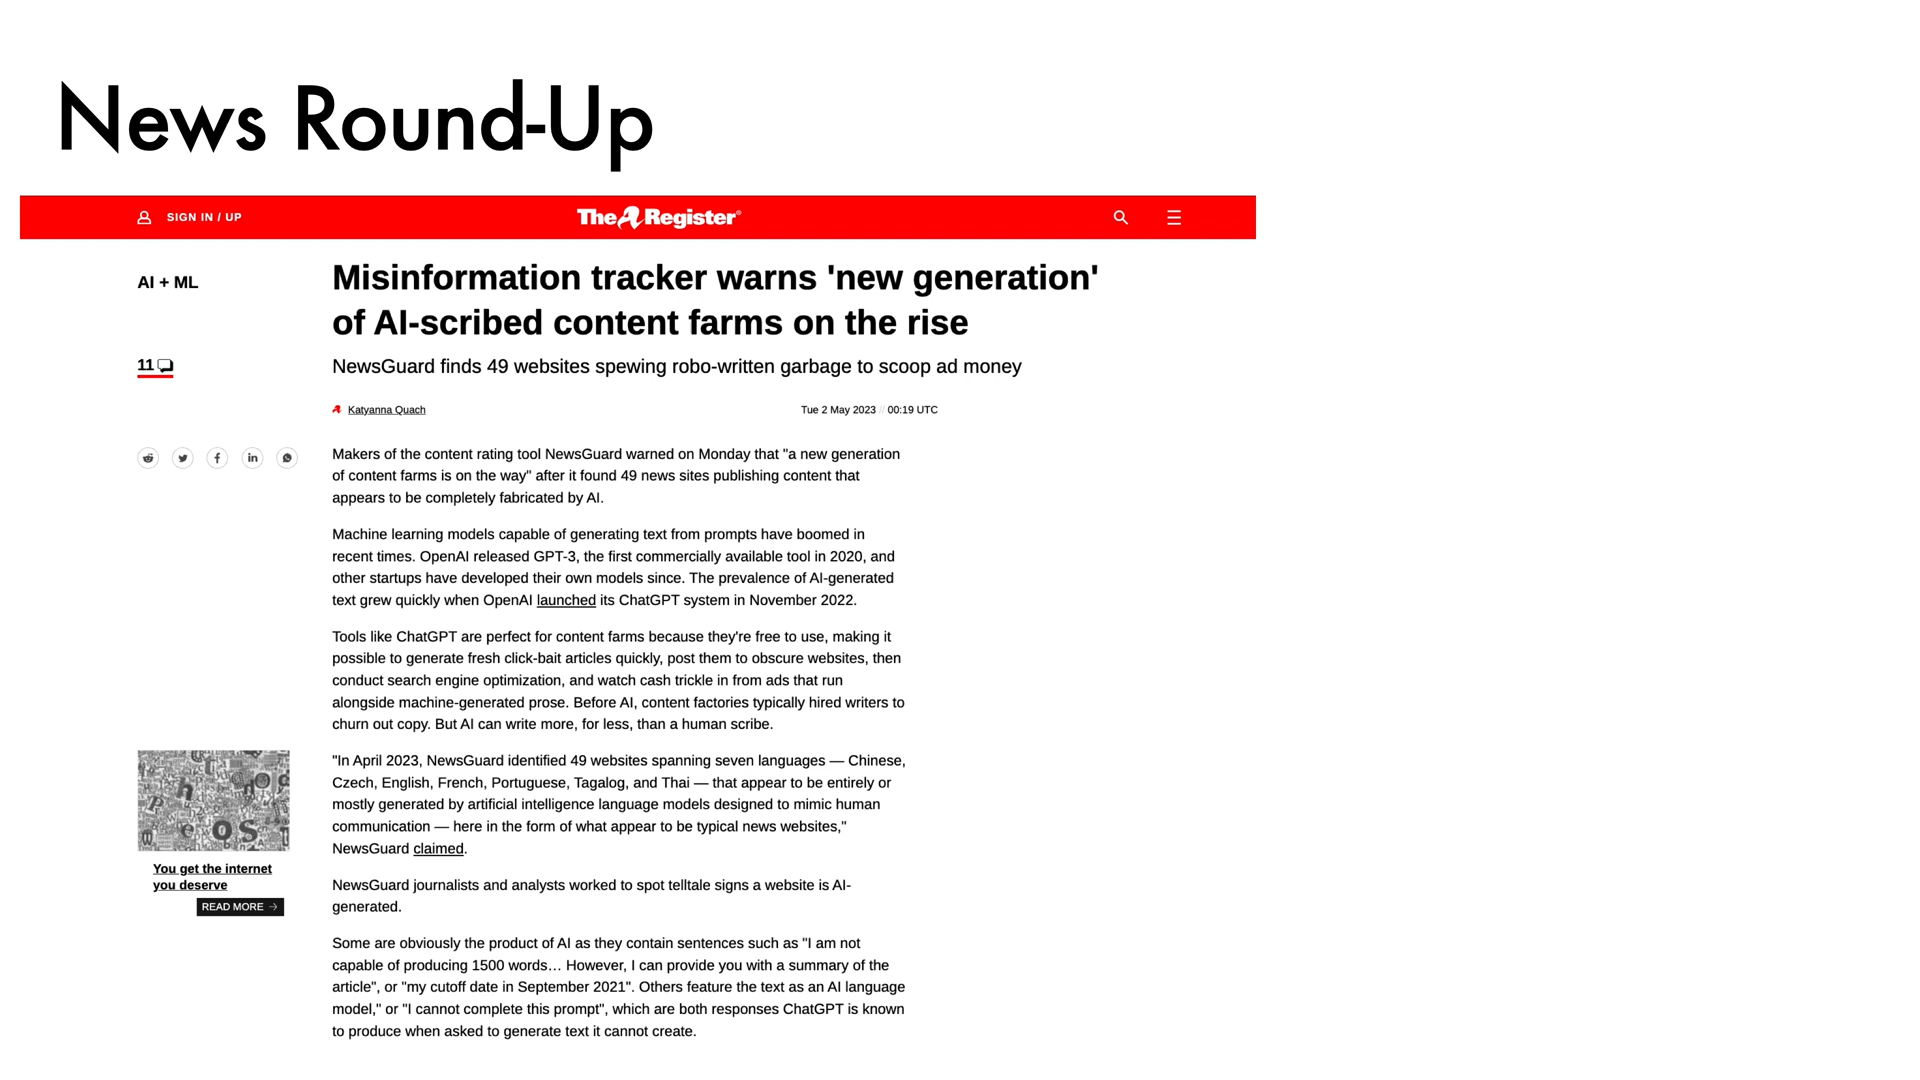 News Round-Up
SIGN IN / UP
The Register®
AI + ML
Misinformation tracker warns 'new generation'
of AI-scribed content farms on the rise
11
NewsGuard finds 49 websites spewing robo-written garbage to scoop ad money
Katyanna Quach
Tue 2 May 2023 // 00:19 UTC
Makers of the content rating tool NewsGuard warned on Monday that "a new generation
of content farms is on the way" after it found 49 news sites publishing content that
appears to be completely fabricated by AI.
Machine learning models capable of generating text from prompts have boomed in
recent times. OpenAI released GPT-3, the first commercially available tool in 2020, and
other startups have developed their own models since. The prevalence of AI-generated
text grew quickly when OpenAI launched its ChatGPT system in November 2022.
Tools like ChatGPT are perfect for content farms because they're free to use, making it
possible to generate fresh click-bait articles quickly, post them to obscure websites, then
conduct search engine optimization, and watch cash trickle in from ads that run
alongside machine-generated prose. Before AI, content factories typically hired writers to
churn out copy. But AI can write more, for less, than a human scribe.
"In April 2023, NewsGuard identified 49 websites spanning seven languages — Chinese,
Czech, English, French, Portuguese, Tagalog, and Thai — that appear to be entirely or
mostly generated by artificial intelligence language models designed to mimic human
communication — here in the form of what appear to be typical news websites,"
NewsGuard claimed.
You get the internet
you deserve
READ MORE →
NewsGuard journalists and analysts worked to spot telltale signs a website is AI-
generated.
Some are obviously the product of AI as they contain sentences such as "I am not
capable of producing 1500 words… However, I can provide you with a summary of the
article", or "my cutoff date in September 2021". Others feature the text as an AI language
model," or "I cannot complete this prompt", which are both responses ChatGPT is known
to produce when asked to generate text it cannot create.